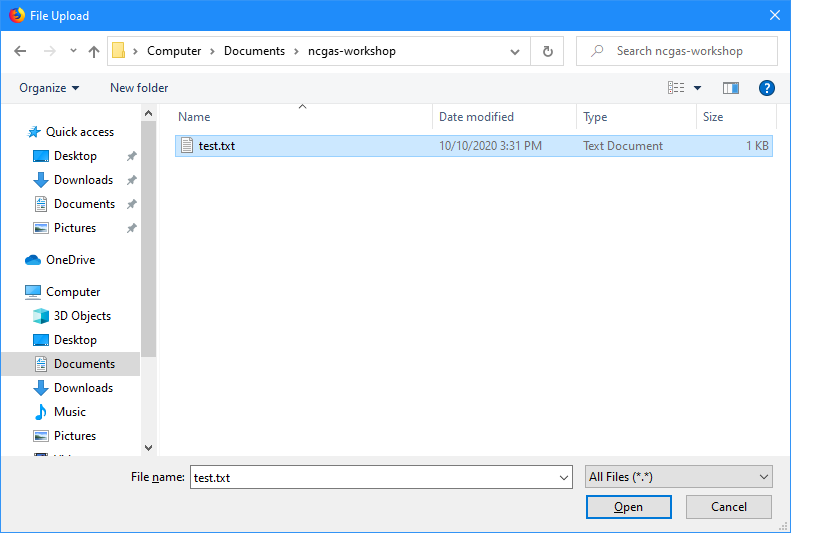 File Upload
Computer > Documents > ncgas-workshop
Search ncgas-workshop
Organize
New folder
Name
Date modified
Type
Size
test.txt
10/10/2020 3:31 PM
Text Document
1 KB
Quick access
Desktop
Downloads
Documents
Pictures
OneDrive
Computer
3D Objects
Desktop
Documents
Downloads
Music
Pictures
File name:
test.txt
All Files (*.*)
Open
Cancel